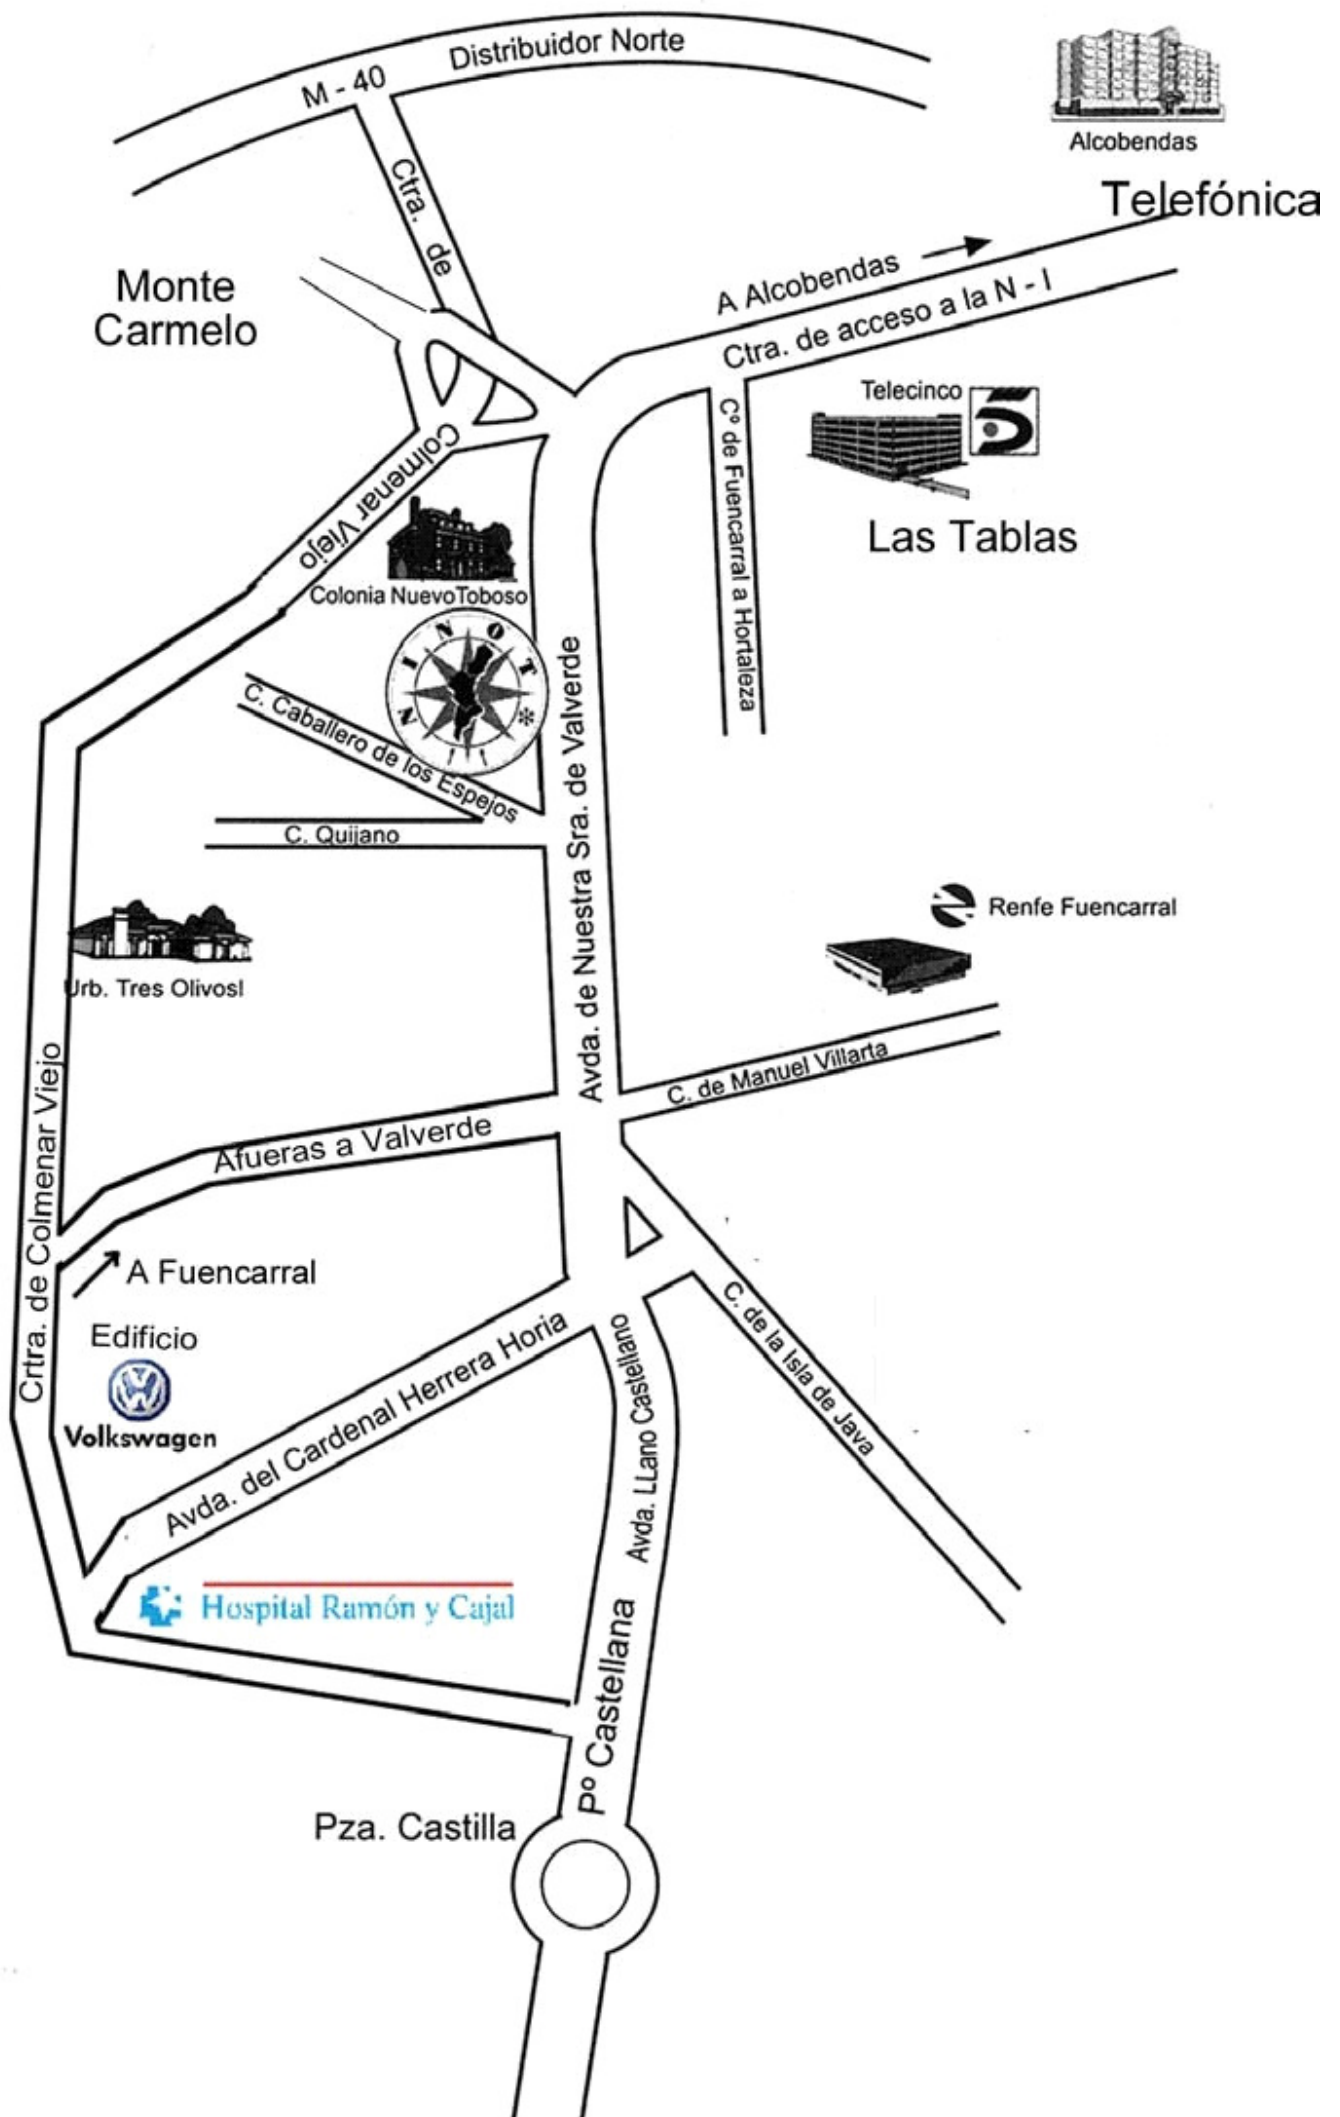 Distribuidor Norte
M - 40
Alcobendas
Telefónica
Ctra. de
A Alcobendas
Ctra. de acceso a la N - I
Monte
Carmelo
Telecinco
5
Las Tablas
Cº de Fuencarral a Hortaleza
Colmenar Viejo
Colonia NuevoToboso
NINOT
C. Caballero de los Espejos
C. Quijano
Avda. de Nuestra Sra. de Valverde
Renfe Fuencarral
Urb. Tres Olivosl
C. de Manuel Villarta
Afueras a Valverde
Crtra. de Colmenar Viejo
A Fuencarral
Edificio
Volkswagen
Avda. del Cardenal Herrera Horia
Avda. LLano Castellano
C. de la Isla de Java
Hospital Ramón y Cajal
Pº Castellana
Pza. Castilla